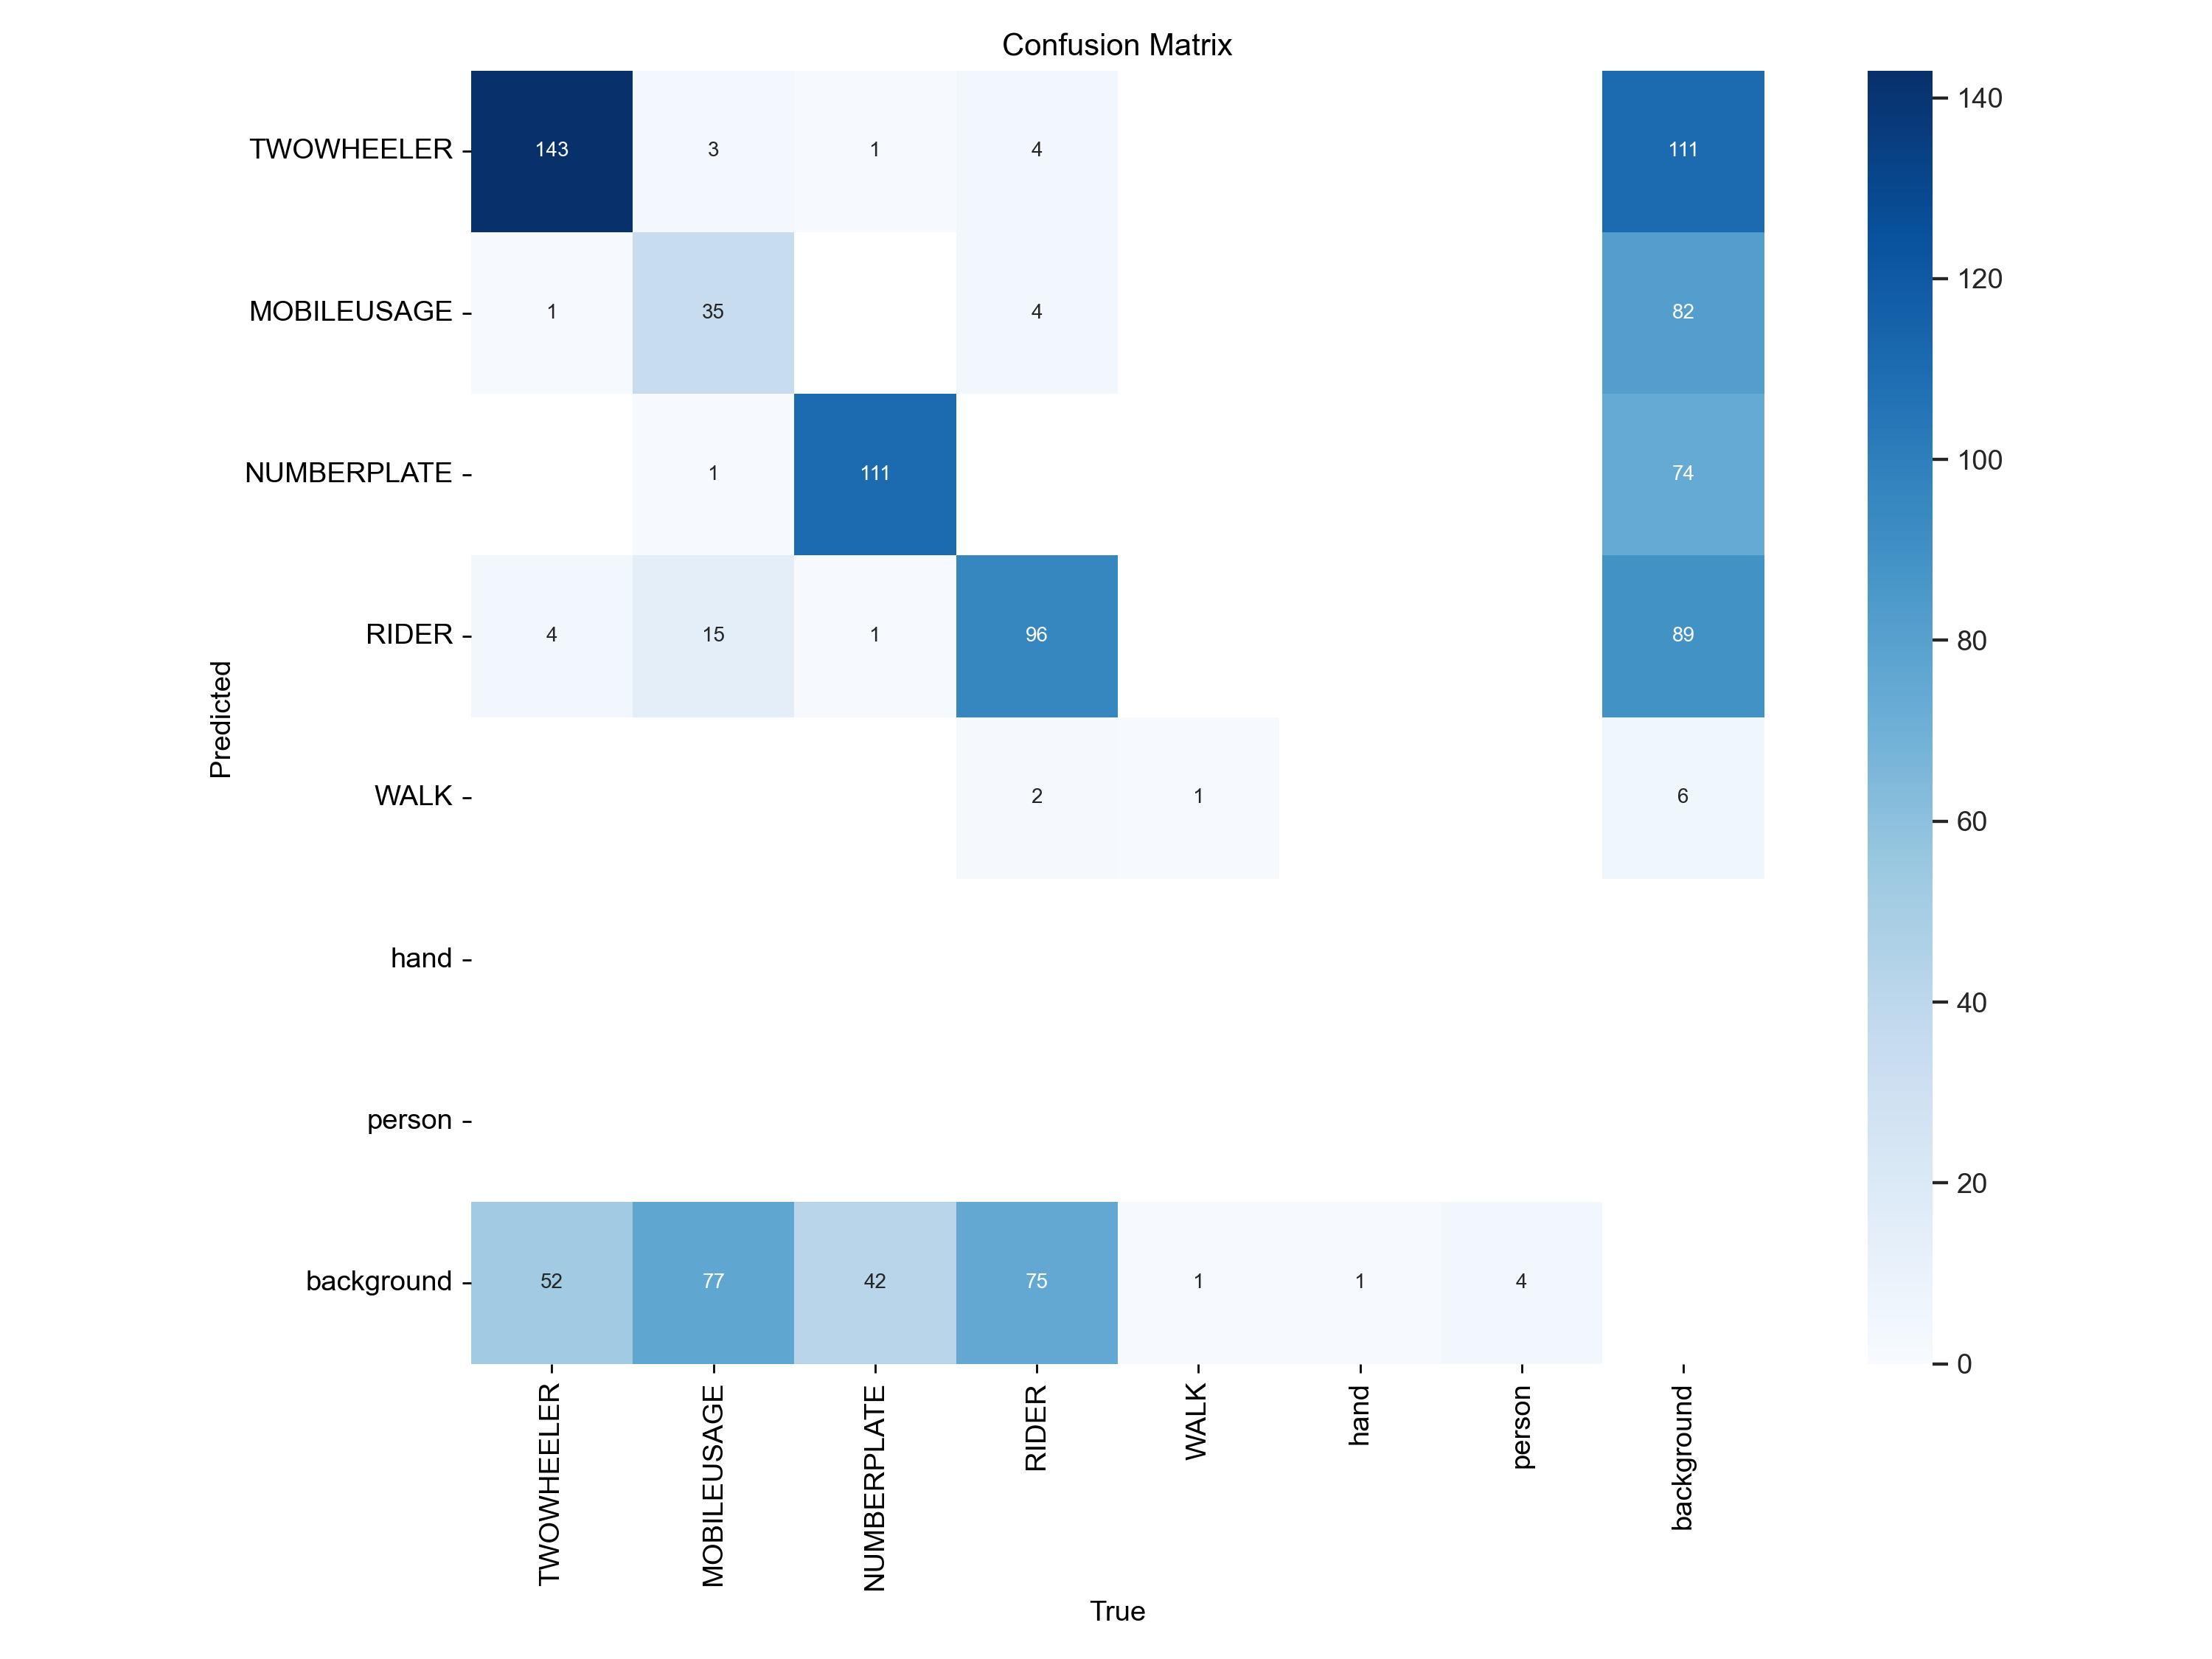 Confusion Matrix
TWOWHEELER 143 3 1 4 111
MOBILEUSAGE 1 35 4 82
NUMBERPLATE 1 111 74
RIDER 4 15 1 96 89
WALK 2 1 6
hand
person
background 52 77 42 75 1 1 4
Predicted
TWOWHEELER
MOBILEUSAGE
NUMBERPLATE
RIDER
WALK
hand
person
background
True
140
120
100
80
60
40
20
0